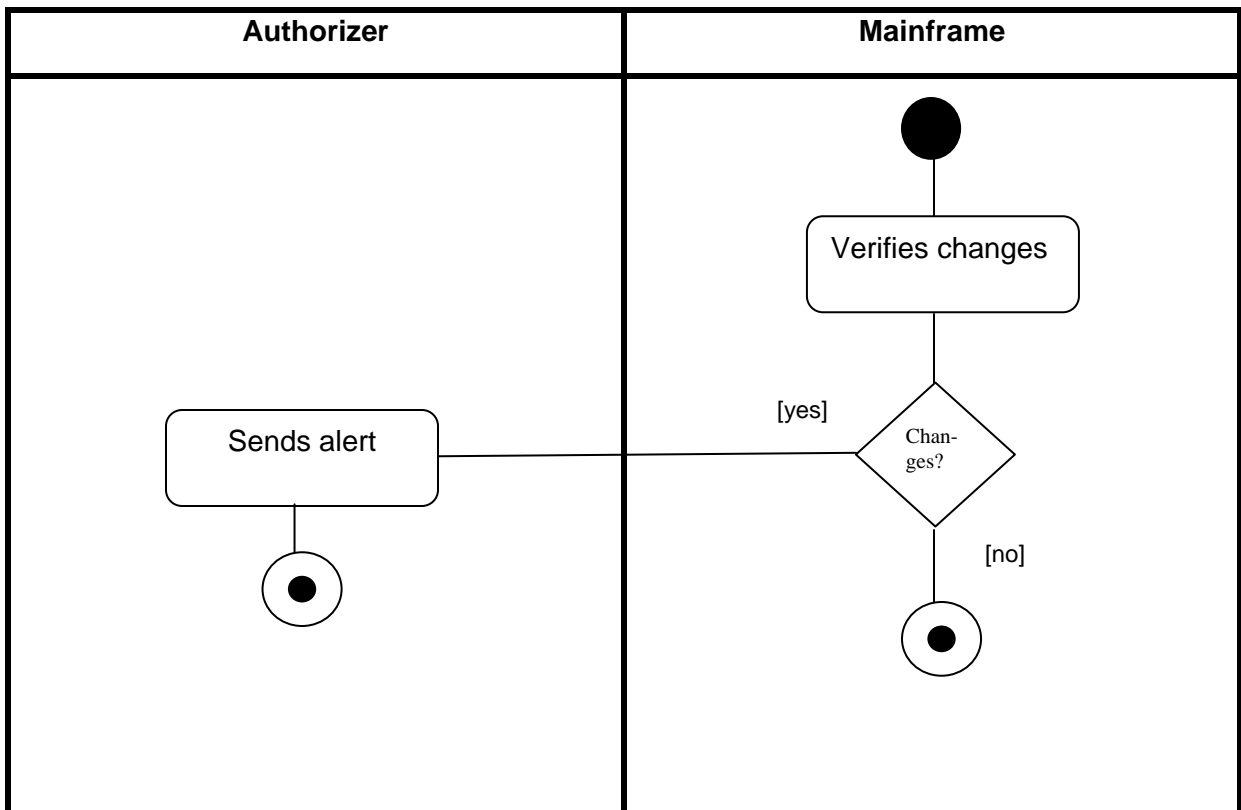 Authorizer
Mainframe
Verifies changes
[yes]
Sends alert
Chan-
ges?
[no]